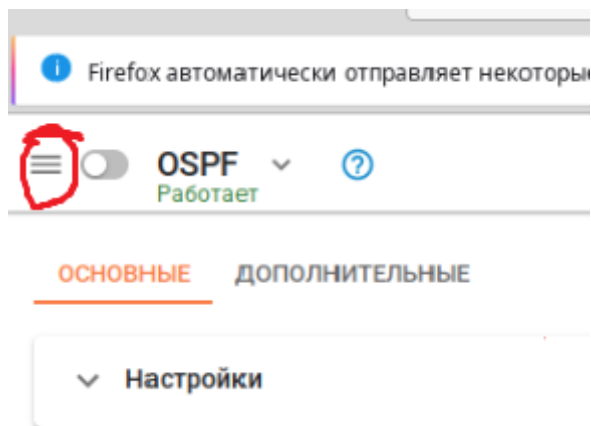 Firefox автоматически отправляет некоторые
OSPF
Работает
ОСНОВНЫЕ ДОПОЛНИТЕЛЬНЫЕ
Настройки